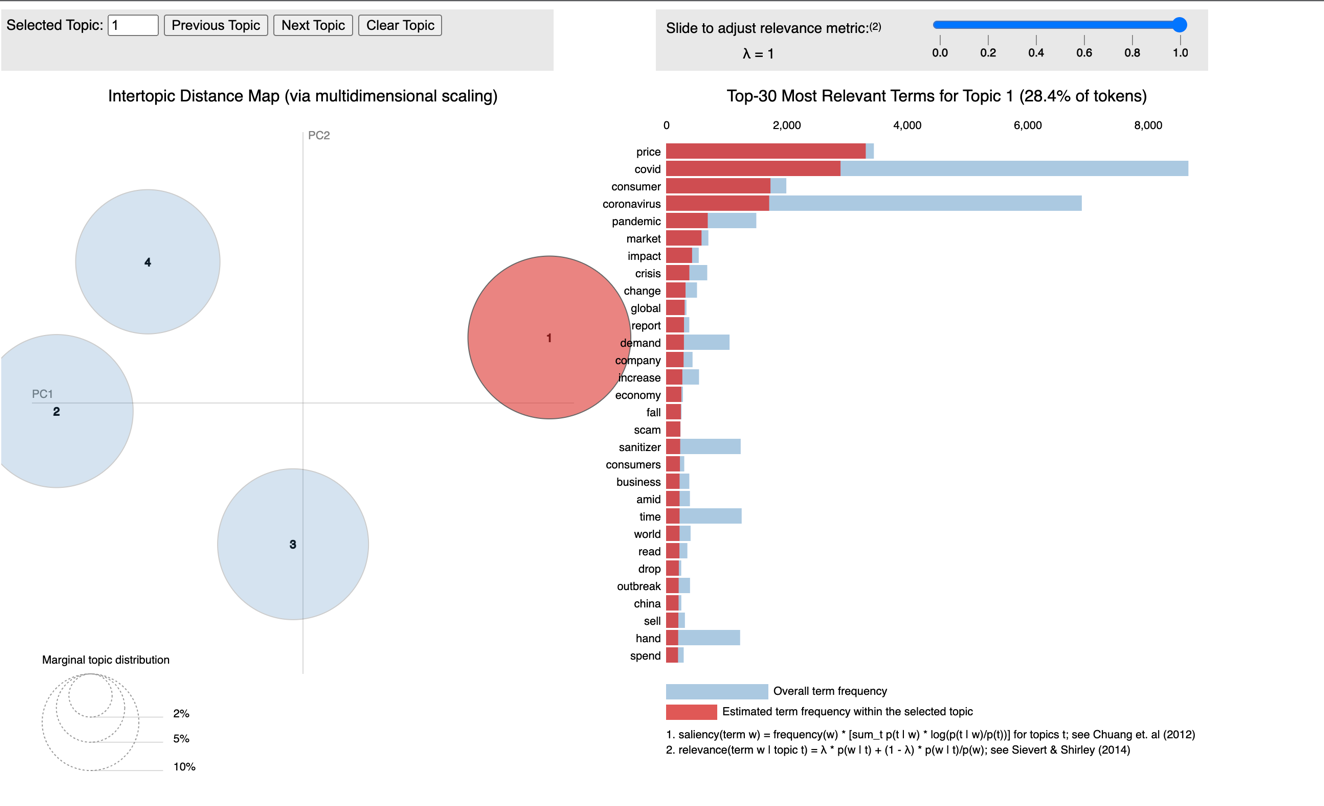 Selected Topic: 1 Previous Topic Next Topic Clear Topic
Slide to adjust relevance metric:(2)
λ = 1
0.0 0.2 0.4 0.6 0.8 1.0
Intertopic Distance Map (via multidimensional scaling)
PC2
PC1
4
1
2
3
Marginal topic distribution
2%
5%
10%
Top-30 Most Relevant Terms for Topic 1 (28.4% of tokens)
0 2,000 4,000 6,000 8,000
price
covid
consumer
coronavirus
pandemic
market
impact
crisis
change
global
report
demand
company
increase
economy
fall
scam
sanitizer
consumers
business
amid
time
world
read
drop
outbreak
china
sell
hand
spend
Overall term frequency
Estimated term frequency within the selected topic
1. saliency(term w) = frequency(w) * [sum_t p(t | w) * log(p(t | w)/p(t))] for topics t; see Chuang et. al (2012)
2. relevance(term w | topic t) = λ * p(w | t) + (1 - λ) * p(w | t)/p(w); see Sievert & Shirley (2014)